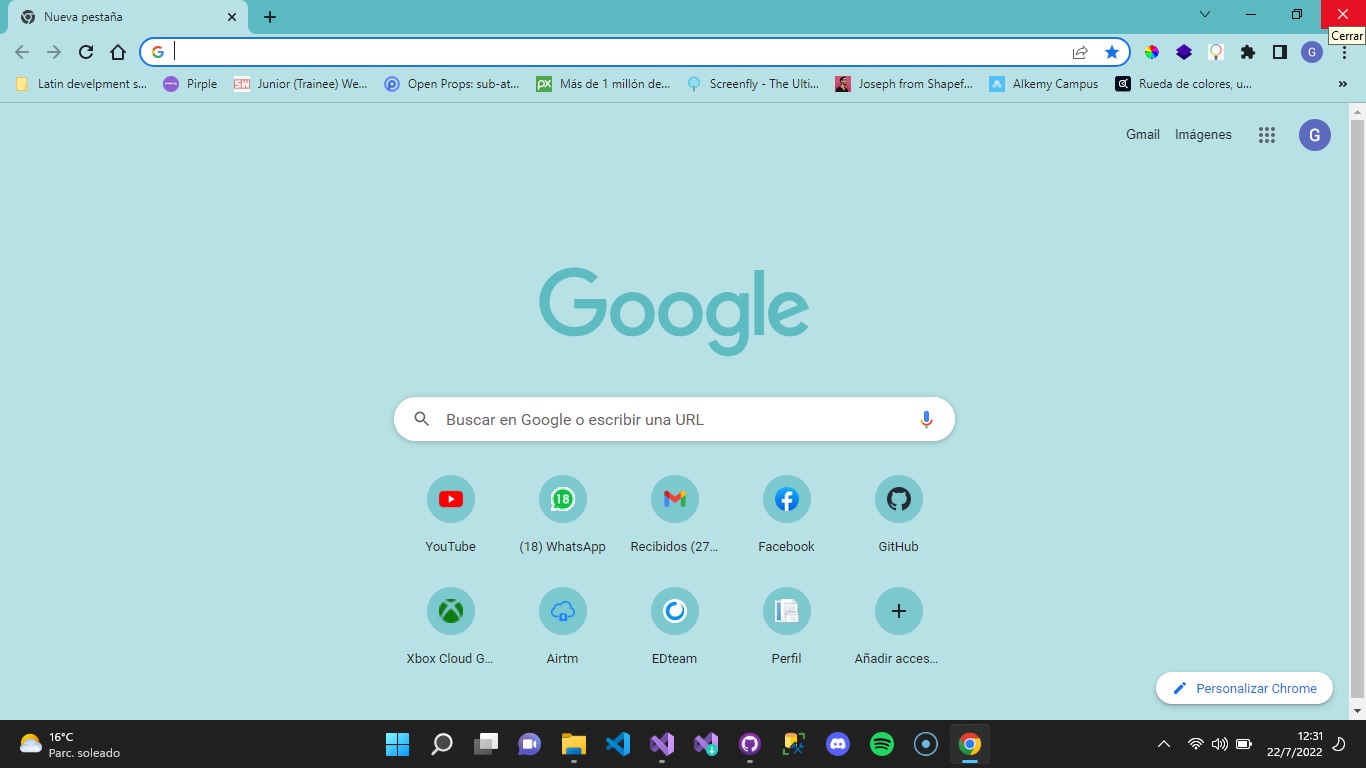 Nueva pestaña
Cerrar
G
Latin develpment s...
Pirple
SW
Junior (Trainee) We...
Open Props: sub-at...
px
Más de 1 millón de...
Screenfly - The Ulti...
Joseph from Shapef...
Alkemy Campus
Rueda de colores, u...
Gmail
Imágenes
G
Google
Buscar en Google o escribir una URL
18
YouTube
(18) WhatsApp
Recibidos (27...
Facebook
GitHub
Xbox Cloud G...
Airtm
EDteam
Perfil
Añadir acces...
Personalizar Chrome
16°C
Parc. soleado
12:31
22/7/2022